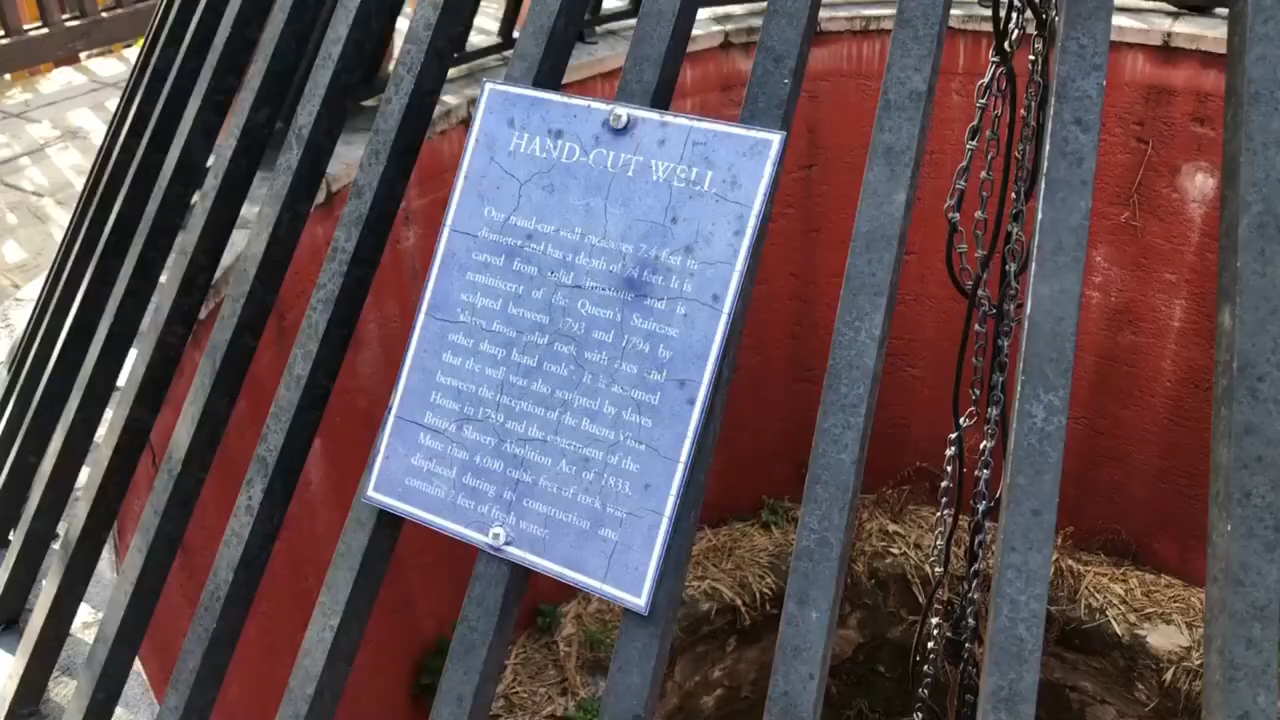 HAND-CUT WELL
Our hand-cut well measures 7.4 feet in
diameter and has a depth of 74 feet. It is
carved from solid limestone and is
reminiscent of the Queen's Staircase
sculpted between 1793 and 1794 by
"slaves from solid rock with axes and
other sharp hand tools". It is assumed
that the well was also sculpted by slaves
between the inception of the Buena Vista
House in 1789 and the enactment of the
British Slavery Abolition Act of 1833.
More than 4,000 cubic feet of rock was
displaced during its construction and
contains 2 feet of fresh water.